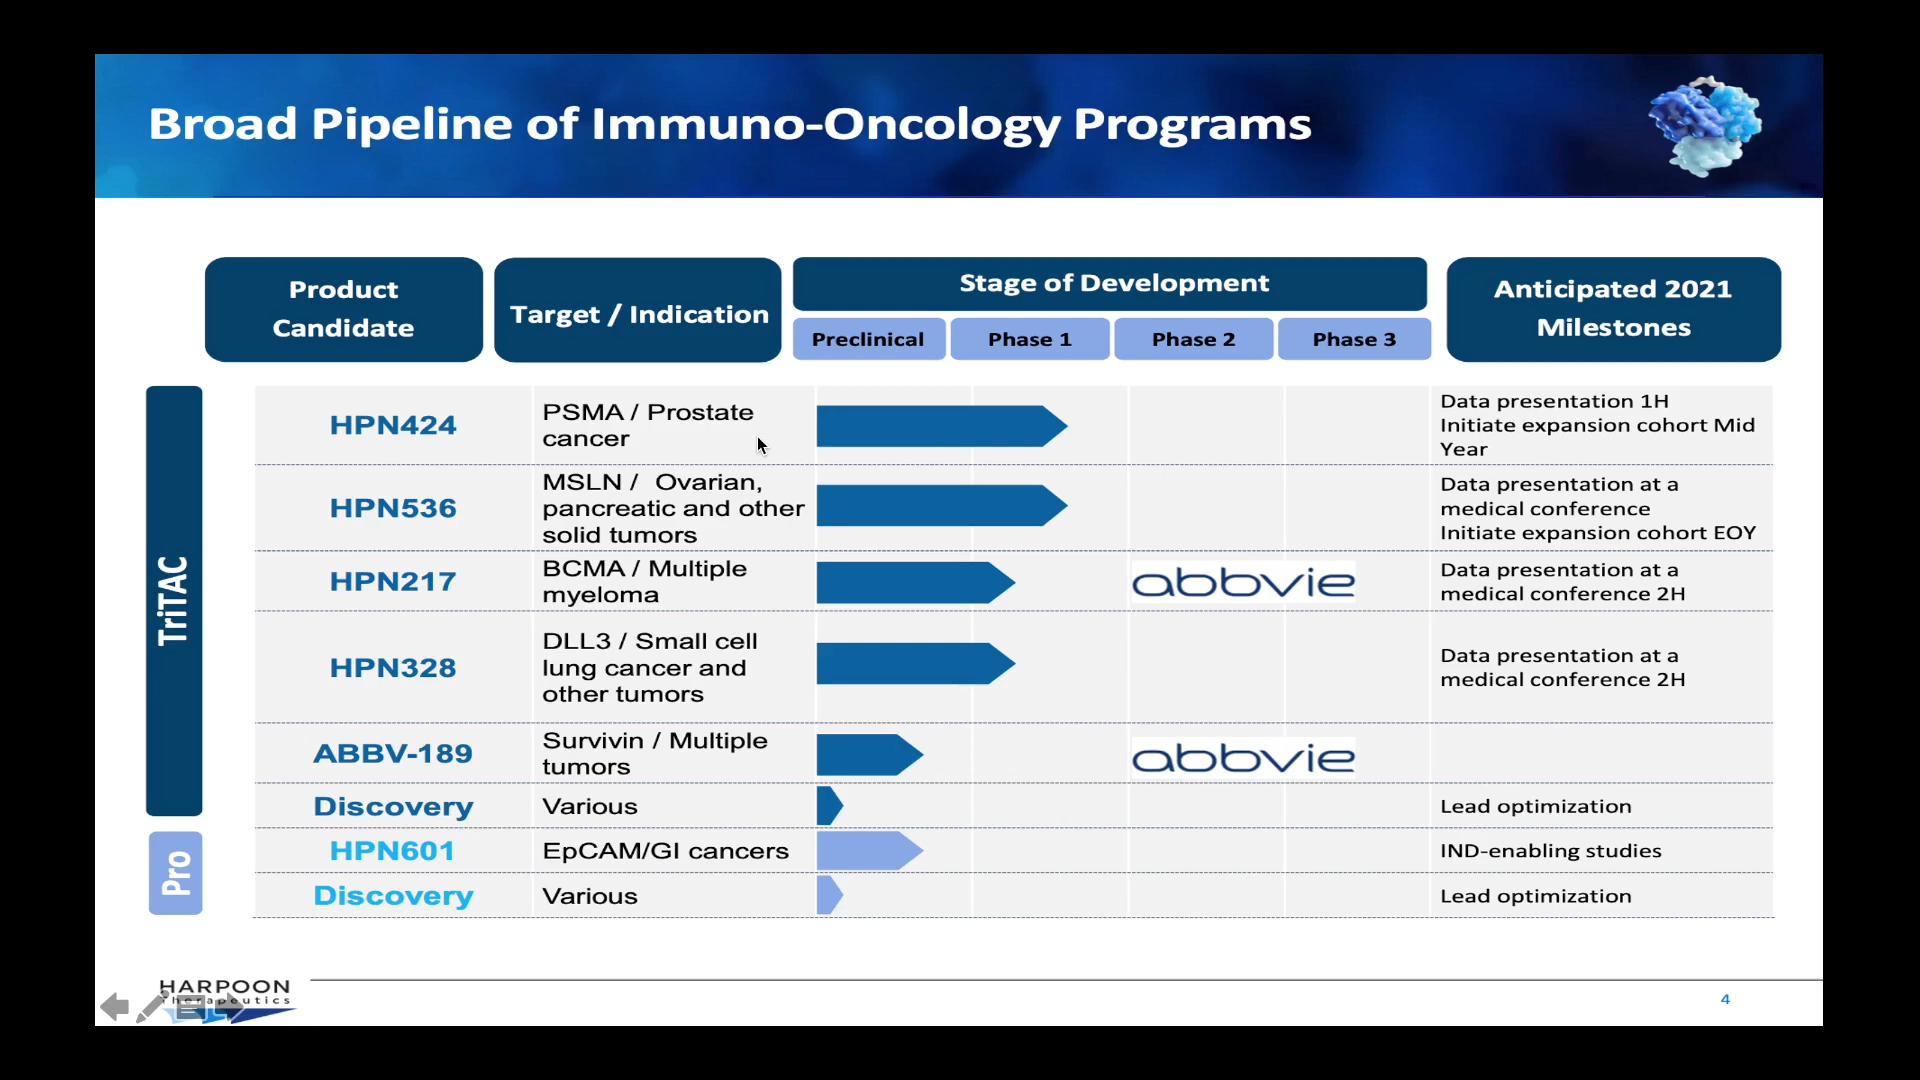 Broad Pipeline of Immuno-Oncology Programs
Product
Candidate
Target / Indication
Stage of Development
Preclinical
Phase 1
Phase 2
Phase 3
Anticipated 2021
Milestones
TriTAC
HPN424
PSMA / Prostate
cancer
Data presentation 1H
Initiate expansion cohort Mid
Year
HPN536
MSLN / Ovarian,
pancreatic and other
solid tumors
Data presentation at a
medical conference
Initiate expansion cohort EOY
HPN217
BCMA / Multiple
myeloma
abbvie
Data presentation at a
medical conference 2H
HPN328
DLL3 / Small cell
lung cancer and
other tumors
Data presentation at a
medical conference 2H
ABBV-189
Survivin / Multiple
tumors
abbvie
Discovery
Various
Lead optimization
Pro
HPN601
EpCAM/GI cancers
IND-enabling studies
Discovery
Various
Lead optimization
HARPOON
Therapeutics
4